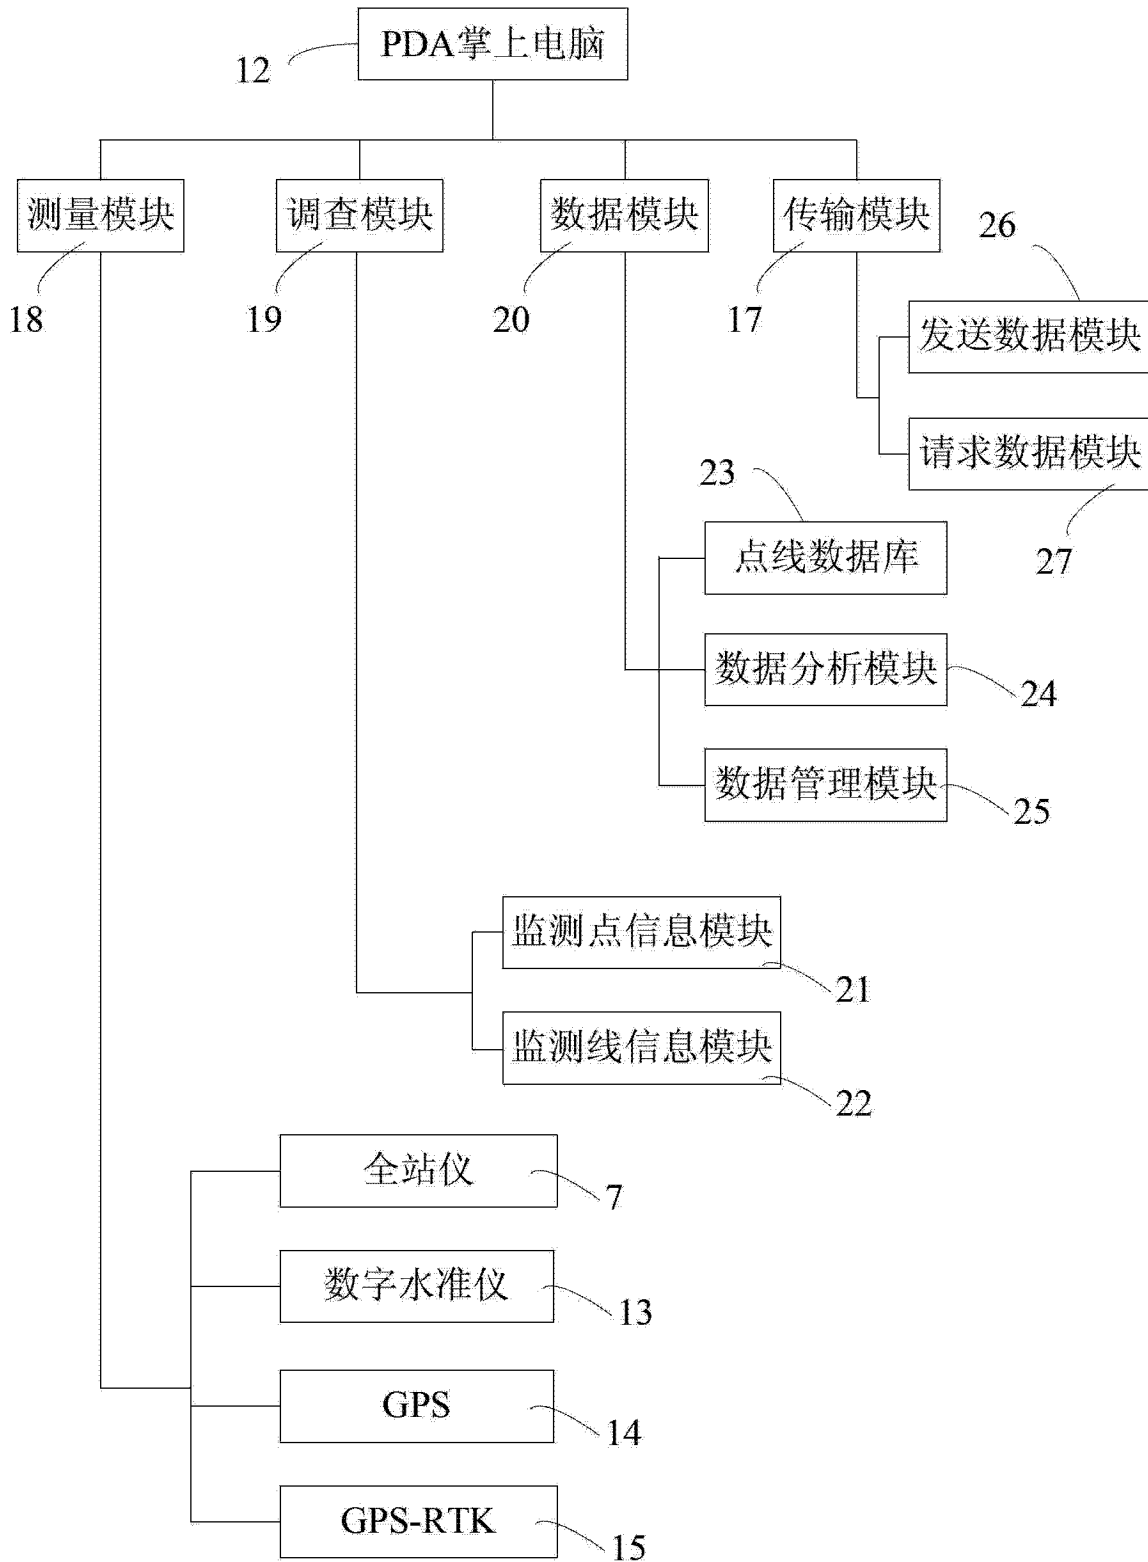 PDA掌上电脑
12
测量模块
调查模块
数据模块
传输模块
18
19
20
17
26
发送数据模块
请求数据模块
27
23
点线数据库
数据分析模块
24
数据管理模块
25
监测点信息模块
21
监测线信息模块
22
全站仪
7
数字水准仪
13
GPS
14
GPS-RTK
15